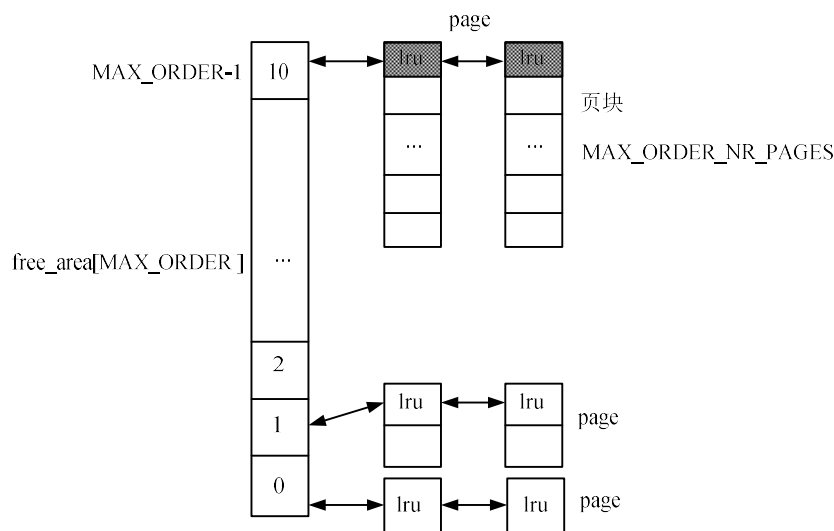 page
MAX_ORDER-1 10 lru lru
页块
… … MAX_ORDER_NR_PAGES
free_area[MAX_ORDER ] …
2
lru lru
1 page
0 lru lru page